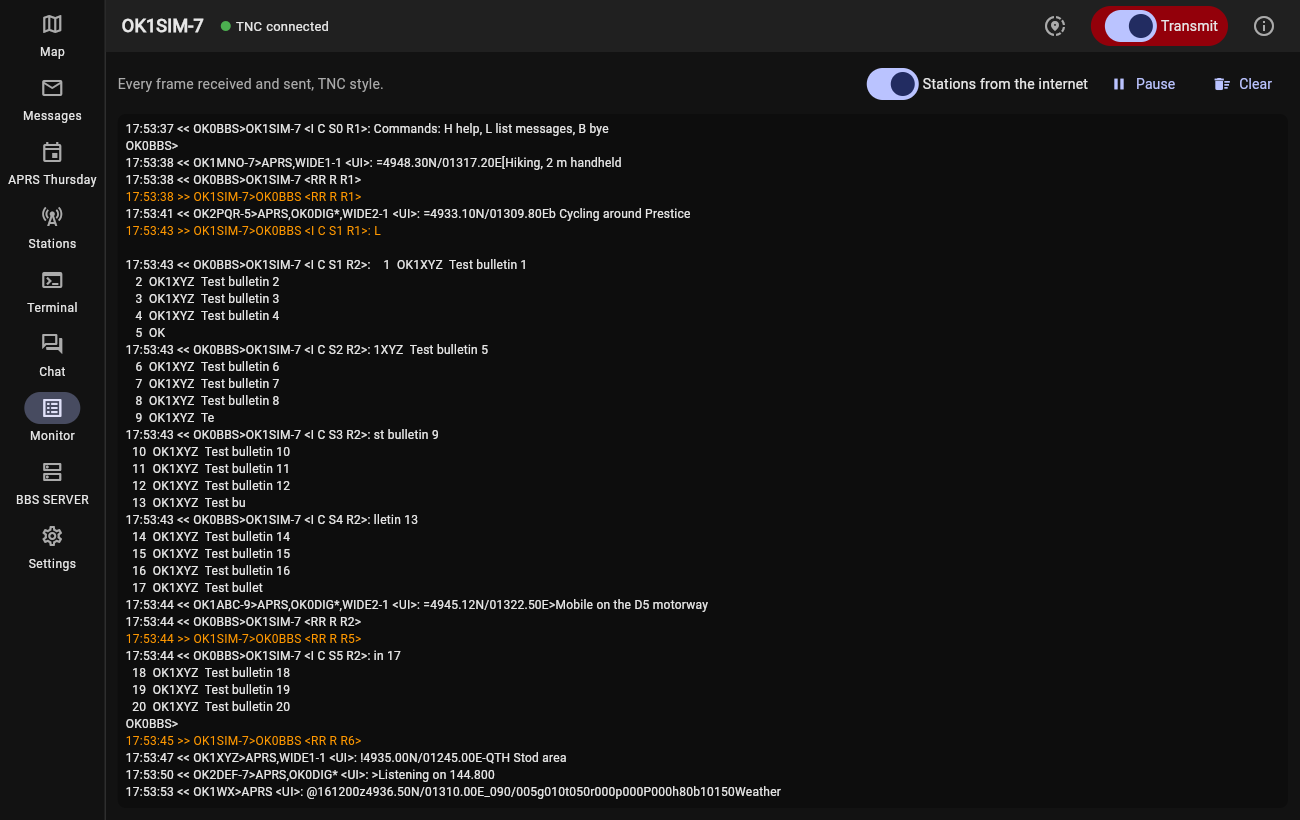 OK1SIM-7
TNC connected
Transmit
Map
Messages
APRS Thursday
Stations
Terminal
Chat
Monitor
BBS SERVER
Settings
Every frame received and sent, TNC style.
Stations from the internet
Pause
Clear
17:53:37 << OK0BBS>OK1SIM-7 <I C S0 R1>: Commands: H help, L list messages, B bye
OK0BBS>
17:53:38 << OK1MNO-7>APRS,WIDE1-1 <UI>: =4948.30N/01317.20E[Hiking, 2 m handheld
17:53:38 << OK0BBS>OK1SIM-7 <RR R R1>
17:53:38 >> OK1SIM-7>OK0BBS <RR R R1>
17:53:41 << OK2PQR-5>APRS,OK0DIG*,WIDE2-1 <UI>: =4933.10N/01309.80Eb Cycling around Prestice
17:53:43 >> OK1SIM-7>OK0BBS <I C S1 R1>: L
17:53:43 << OK0BBS>OK1SIM-7 <I C S1 R2>:    1  OK1XYZ  Test bulletin 1
2  OK1XYZ  Test bulletin 2
3  OK1XYZ  Test bulletin 3
4  OK1XYZ  Test bulletin 4
5  OK
17:53:43 << OK0BBS>OK1SIM-7 <I C S2 R2>: 1XYZ  Test bulletin 5
6  OK1XYZ  Test bulletin 6
7  OK1XYZ  Test bulletin 7
8  OK1XYZ  Test bulletin 8
9  OK1XYZ  Te
17:53:43 << OK0BBS>OK1SIM-7 <I C S3 R2>: st bulletin 9
10  OK1XYZ  Test bulletin 10
11  OK1XYZ  Test bulletin 11
12  OK1XYZ  Test bulletin 12
13  OK1XYZ  Test bu
17:53:43 << OK0BBS>OK1SIM-7 <I C S4 R2>: lletin 13
14  OK1XYZ  Test bulletin 14
15  OK1XYZ  Test bulletin 15
16  OK1XYZ  Test bulletin 16
17  OK1XYZ  Test bullet
17:53:44 << OK1ABC-9>APRS,OK0DIG*,WIDE2-1 <UI>: =4945.12N/01322.50E>Mobile on the D5 motorway
17:53:44 << OK0BBS>OK1SIM-7 <RR R R2>
17:53:44 >> OK1SIM-7>OK0BBS <RR R R5>
17:53:44 << OK0BBS>OK1SIM-7 <I C S5 R2>: in 17
18  OK1XYZ  Test bulletin 18
19  OK1XYZ  Test bulletin 19
20  OK1XYZ  Test bulletin 20
OK0BBS>
17:53:45 >> OK1SIM-7>OK0BBS <RR R R6>
17:53:47 << OK1XYZ>APRS,WIDE1-1 <UI>: !4935.00N/01245.00E-QTH Stod area
17:53:50 << OK2DEF-7>APRS,OK0DIG* <UI>: >Listening on 144.800
17:53:53 << OK1WX>APRS <UI>: @161200z4936.50N/01310.00E_090/005g010t050r000p000P000h80b10150Weather